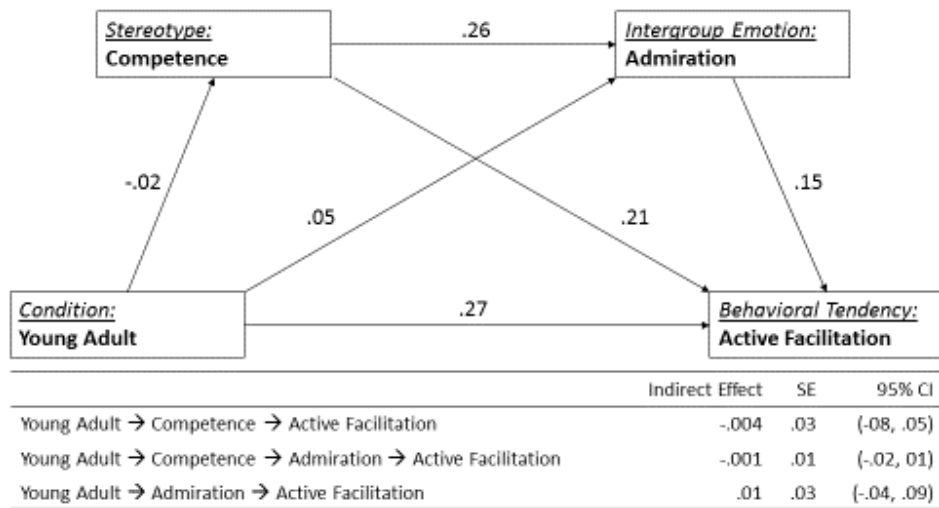 Stereotype:
Competence
.26
Intergroup Emotion:
Admiration
-.02
.05
.21
.15
Condition:
Young Adult
.27
Behavioral Tendency:
Active Facilitation
Indirect Effect SE 95% CI
Young Adult → Competence → Active Facilitation -.004 .03 (-08, .05)
Young Adult → Competence → Admiration → Active Facilitation -.001 .01 (-.02, 01)
Young Adult → Admiration → Active Facilitation .01 .03 (-.04, .09)